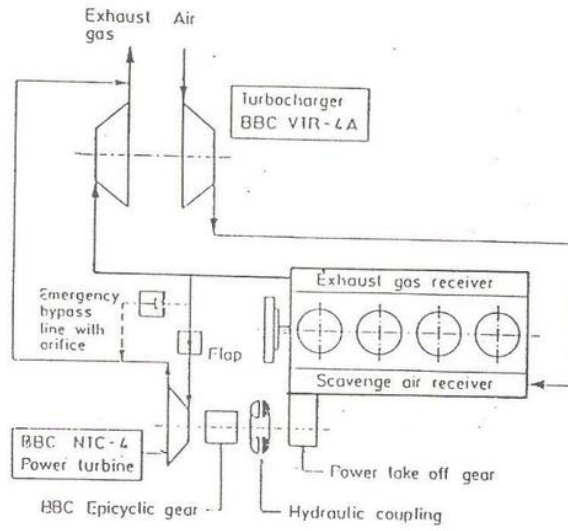 Exhaust Air
gas
Turbocharger
BBC VTR-4A
Exhaust gas receiver
Emergency
bypass
line with
orifice
Flap
Scavenge air receiver
BBC NTC-4
Power turbine
Power take off gear
BBC Epicyclic gear
Hydraulic coupling